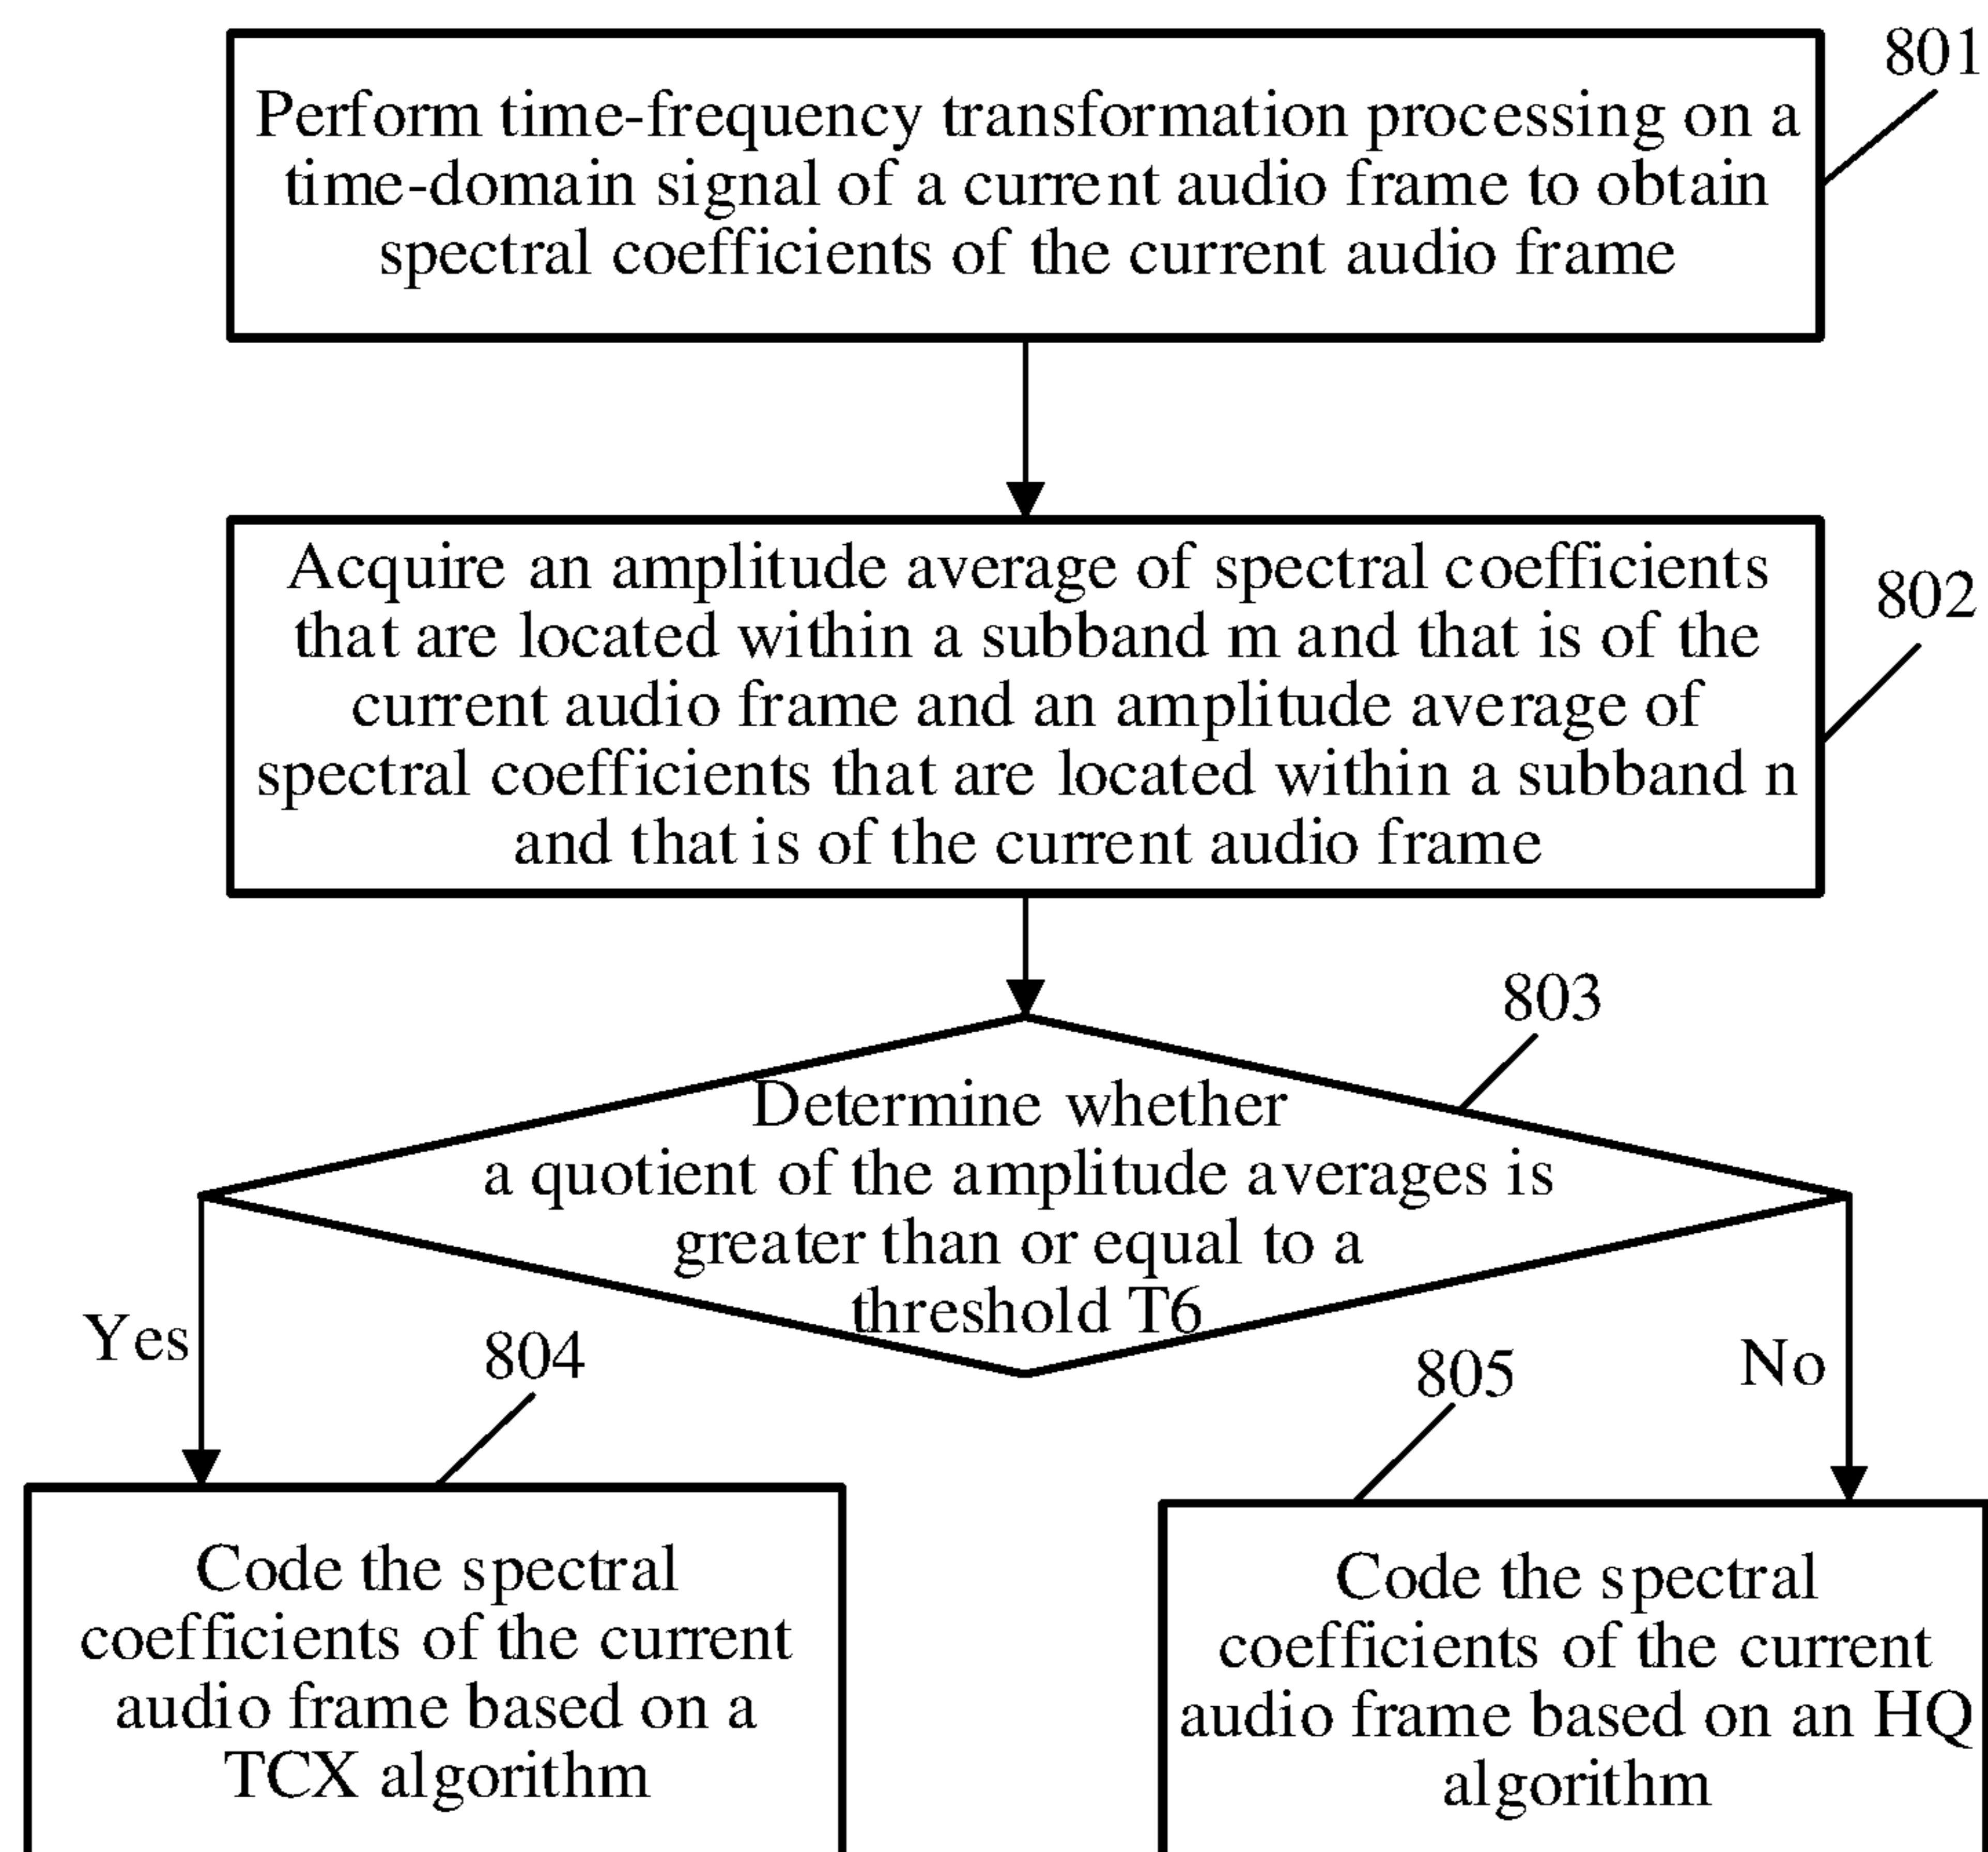 801
Perform time-frequency transformation processing on a
time-domain signal of a current audio frame to obtain
spectral coefficients of the current audio frame
802
Acquire an amplitude average of spectral coefficients
that are located within a subband m and that is of the
current audio frame and an amplitude average of
spectral coefficients that are located within a subband n
and that is of the current audio frame
803
Determine whether
a quotient of the amplitude averages is
greater than or equal to a
threshold T6
Yes
No
804
Code the spectral
coefficients of the current
audio frame based on a
TCX algorithm
805
Code the spectral
coefficients of the current
audio frame based on an HQ
algorithm